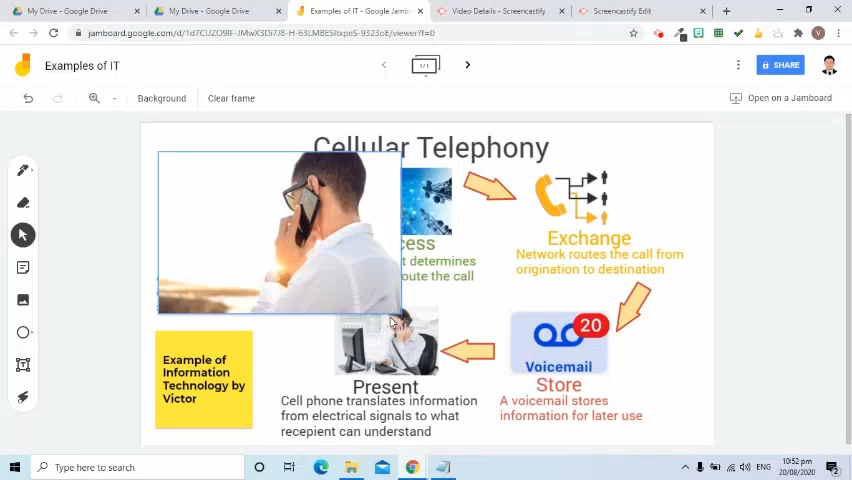 My Drive - Google Drive
My Drive - Google Drive
Examples of IT - Google Jamb
Video Details - Screencastify
Screencastify Edit
jamboard.google.com/d/1d7CUZO9IF-JMwX3Di7J8-H-63LMBESItxpeS-9323oE/viewer?f=0
V
Examples of IT
1/1
SHARE
Background
Clear frame
Open on a Jamboard
Cellular Telephony
cess
Exchange
t determines
oute the call
Network routes the call from
origination to destination
20
Voicemail
Example of
Information
Technology by
Victor
Present
Store
Cell phone translates information
from electrical signals to what
recepient can understand
A voicemail stores
information for later use
Type here to search
ENG
10:52 pm
20/08/2020
2